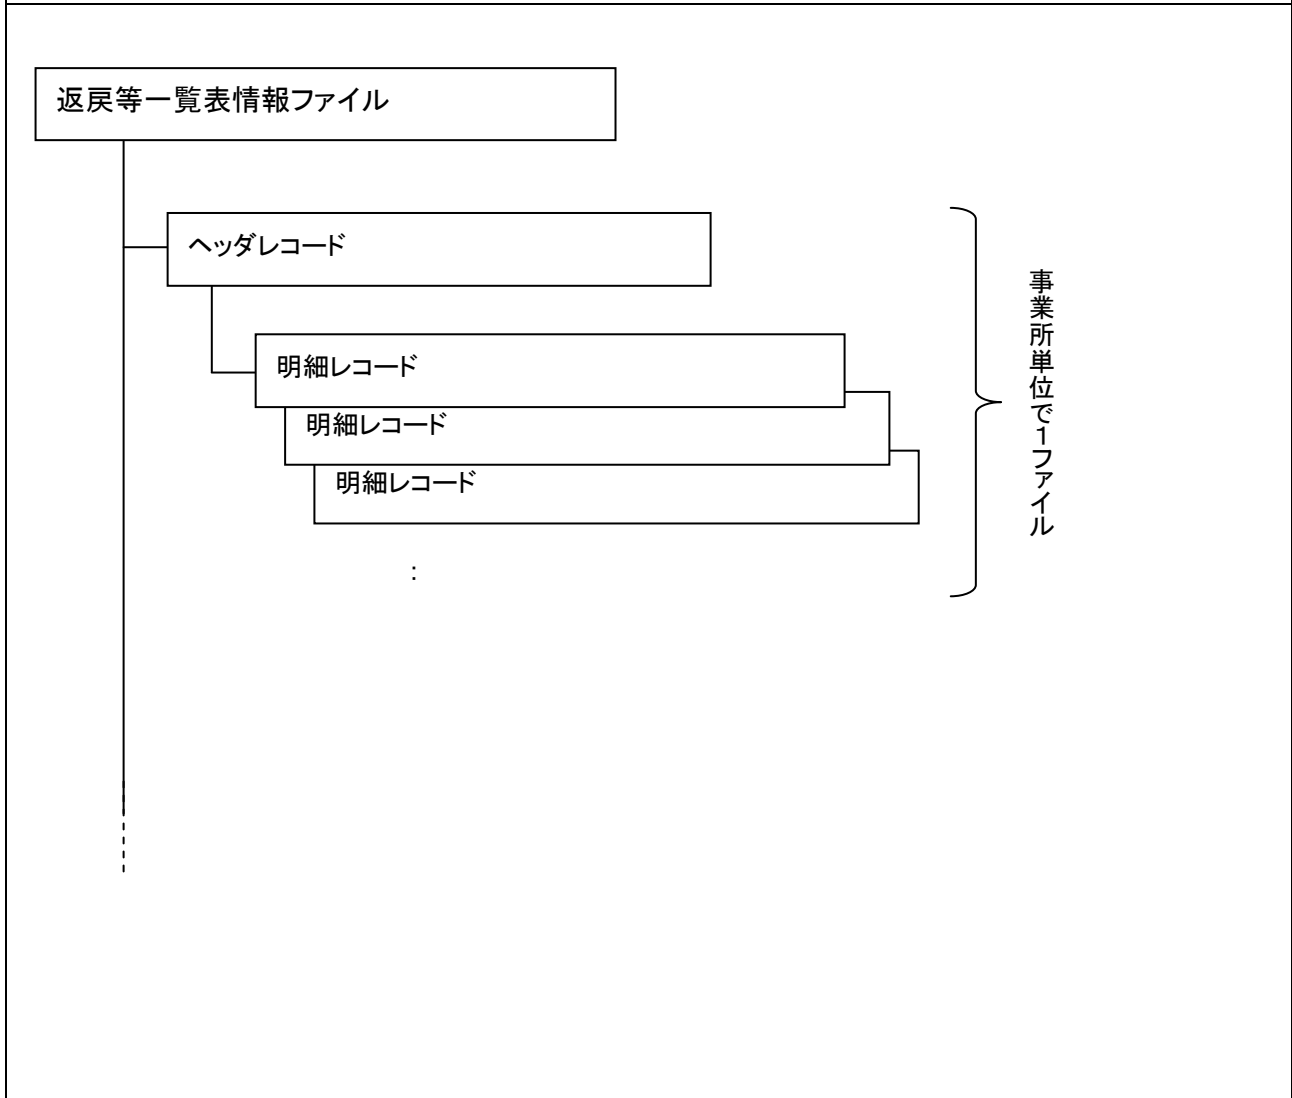 返戻等一覧表情報ファイル
ヘッダレコード
明細レコード
明細レコード
明細レコード
:
事業所単位で1ファイル